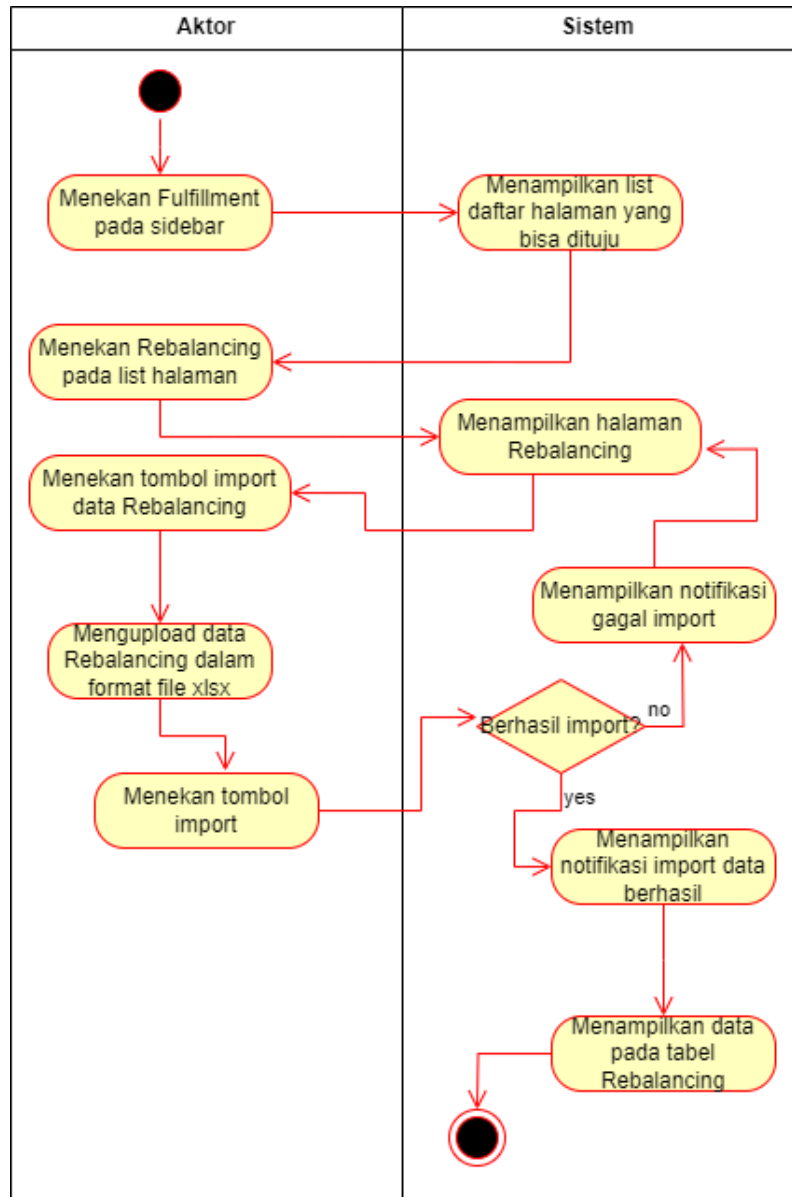 Aktor
Sistem
Menekan Fulfillment
pada sidebar
Menampilkan list
daftar halaman yang
bisa dituju
Menekan Rebalancing
pada list halaman
Menampilkan halaman
Rebalancing
Menekan tombol import
data Rebalancing
Menampilkan notifikasi
gagal import
Mengupload data
Rebalancing dalam
format file xlsx
Berhasil import?
no
Menekan tombol
import
yes
Menampilkan
notifikasi import data
berhasil
Menampilkan data
pada tabel
Rebalancing